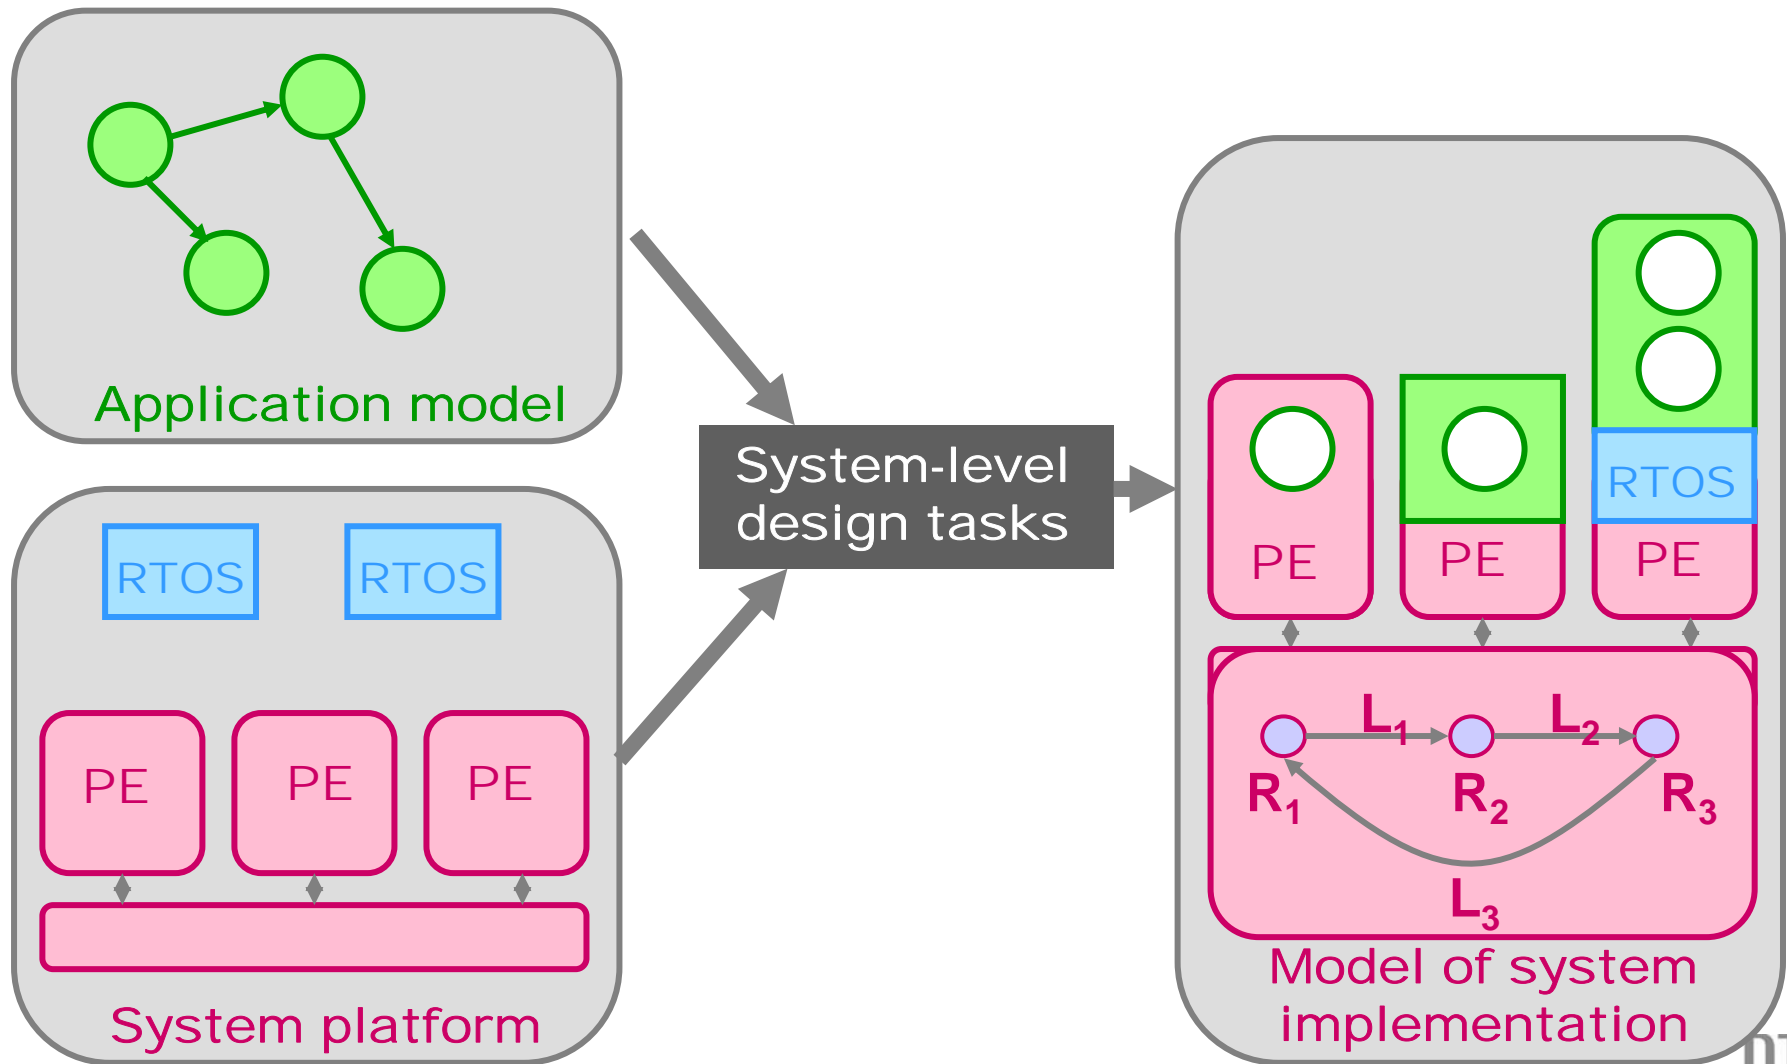 Application model
RTOS
RTOS
PE
PE
PE
System platform
System-level
design tasks
RTOS
PE
PE
PE
L1
L2
R1
R2
R3
L3
Model of system
implementation